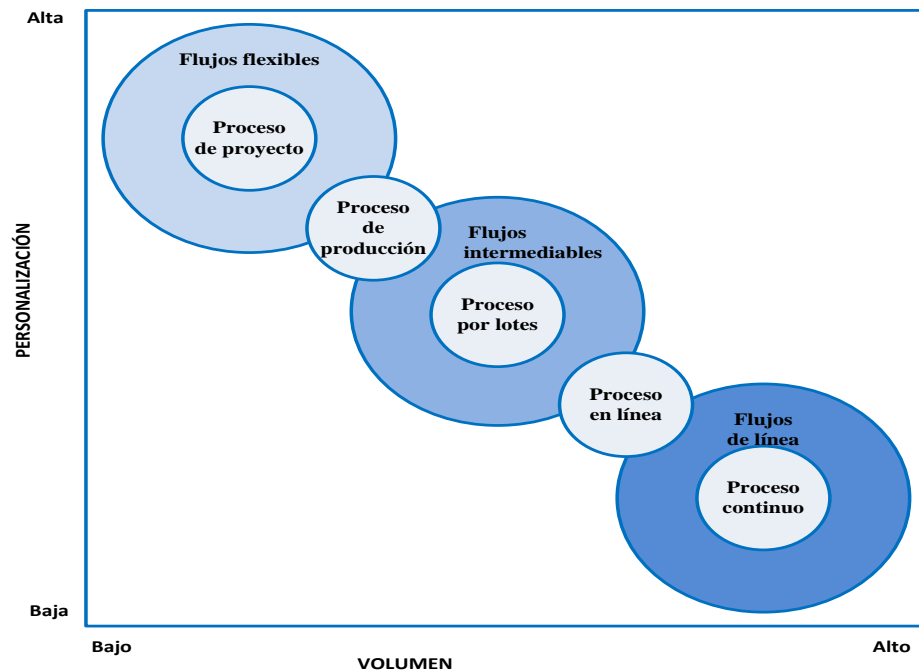 Alta
Flujos flexibles
Proceso
de proyecto
Proceso
de
producción
Flujos
intermediables
Proceso
por lotes
PERSONALIZACIÓN
Proceso
en línea
Flujos
de línea
Proceso
continuo
Baja
Bajo
VOLUMEN
Alto